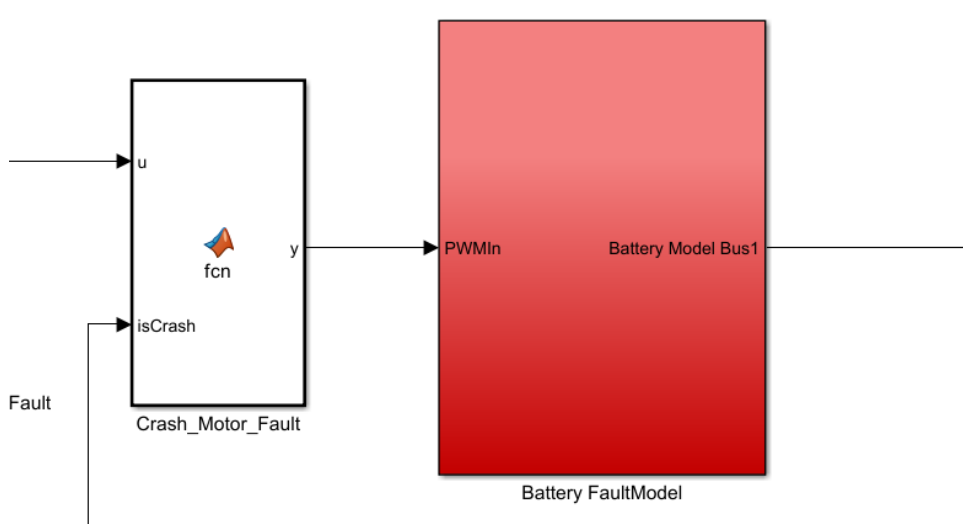 u
fcn
y
isCrash
Crash_Motor_Fault
Fault
PWMIn
Battery Model Bus1
Battery FaultModel